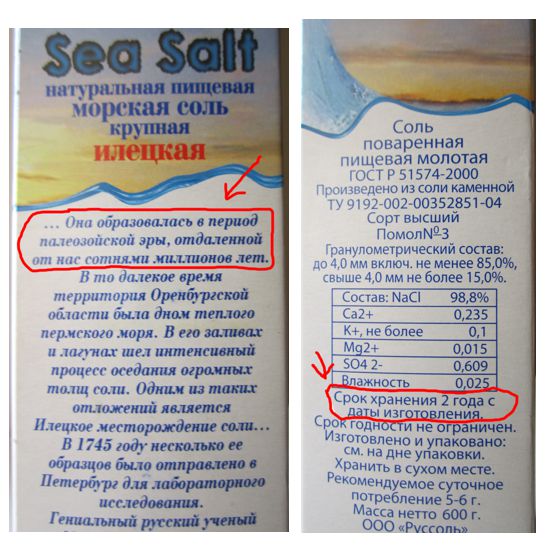 Sea Salt
натуральная пищевая
морская соль
крупная
илецкая
... Она образовалась в период
палеозойской эры, отдаленной
от нас сотнями миллионов лет.
В то далекое время
территория Оренбургской
области была дном теплого
пермского моря. В его заливах
и лагунах шел интенсивный
процесс оседания огромных
толщ соли. Одним из таких
отложений является
Илецкое месторождение соли...
В 1745 году несколько ее
образцов было отправлено в
Петербург для лабораторного
исследования.
Гениальный русский ученый
Соль
поваренная
пищевая молотая
ГОСТ Р 51574-2000
Произведено из соли каменной
ТУ 9192-002-00352851-04
Сорт высший
Помол№3
Гранулометрический состав:
до 4,0 мм включ. не менее 85,0%,
свыше 4,0 мм не более 15,0%.
Состав: NaCl 98,8%
Ca2+ 0,235
K+, не более 0,1
Mg2+ 0,015
SO4 2- 0,609
Влажность 0,025
Срок хранения 2 года с
даты изготовления.
Срок годности не ограничен.
Изготовлено и упаковано:
см. на дне упаковки.
Хранить в сухом месте.
Рекомендуемое суточное
потребление 5-6 г.
Масса нетто 600 г.
ООО «Руссоль»